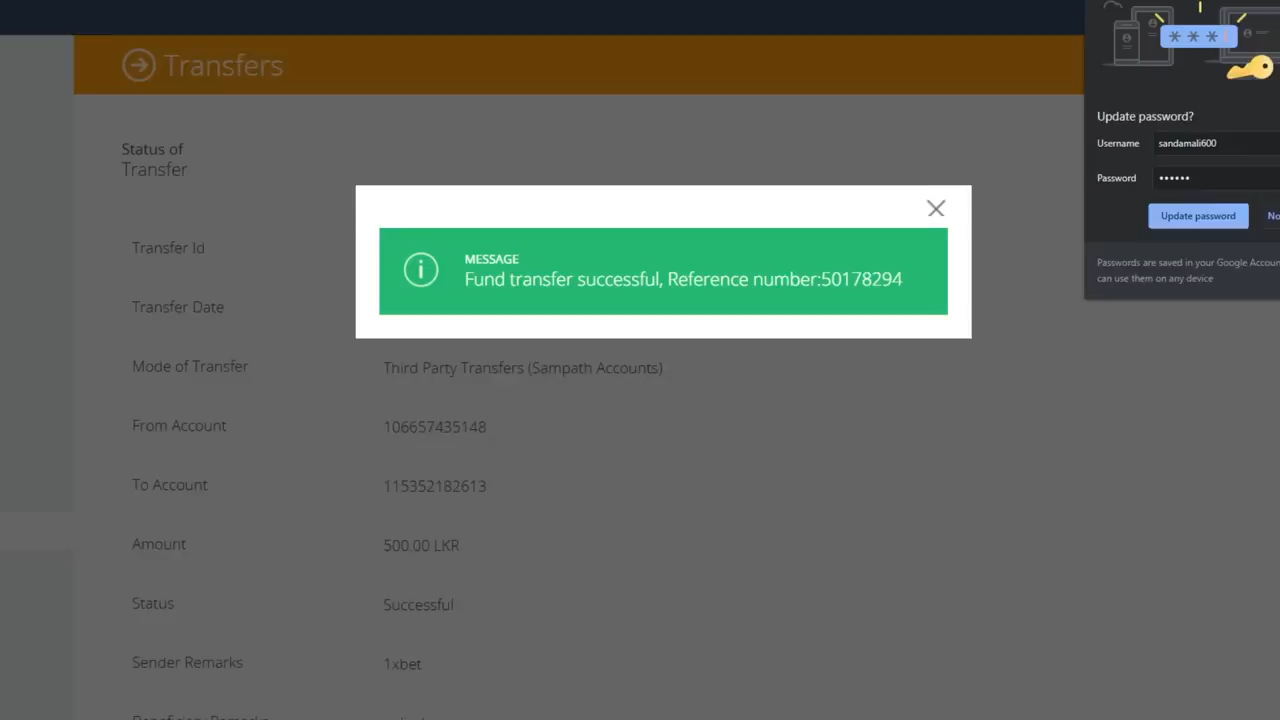 Transfers
Status of
Transfer
Transfer Id
Transfer Date
Mode of Transfer
Third Party Transfers (Sampath Accounts)
From Account
106657435148
To Account
115352182613
Amount
500.00 LKR
Status
Successful
Sender Remarks
1xbet
MESSAGE
Fund transfer successful, Reference number:50178294
* * *
Update password?
Username
sandamali600
Password
••••••
Update password
No
Passwords are saved in your Google Accoun
can use them on any device